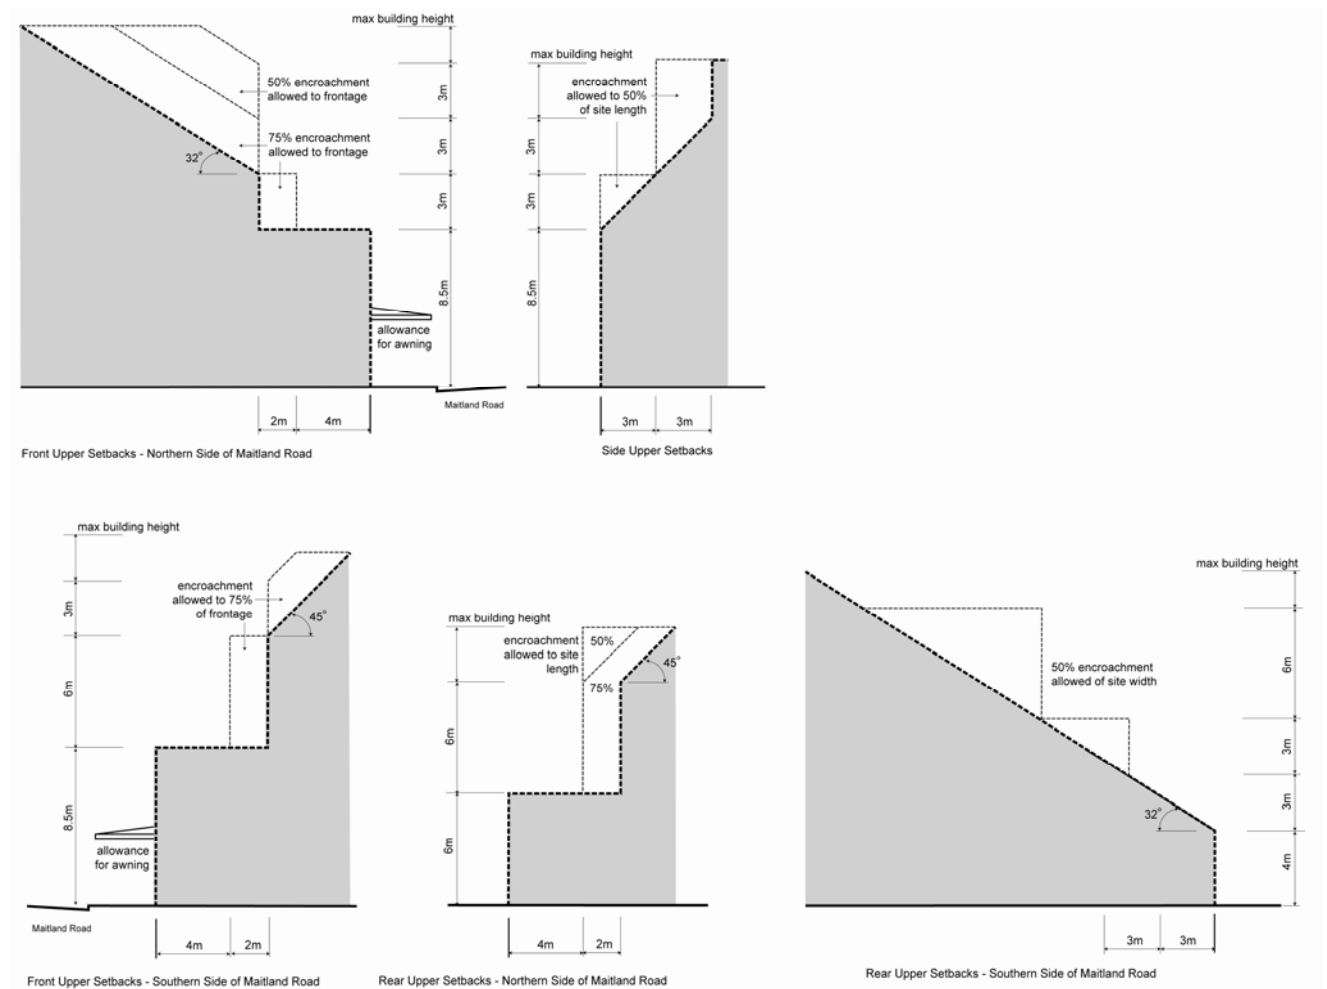 max building height
50% encroachment
allowed to frontage
75% encroachment
allowed to frontage
32°
3m
3m
3m
8.5m
allowance
for awning
Maitland Road
2m
4m
Front Upper Setbacks - Northern Side of Maitland Road
max building height
encroachment
allowed to 50%
of site length
3m
3m
3m
8.5m
3m
3m
Side Upper Setbacks
max building height
encroachment
allowed to 75%
of frontage
45°
3m
6m
8.5m
allowance
for awning
Maitland Road
4m
2m
Front Upper Setbacks - Southern Side of Maitland Road
max building height
encroachment
allowed to site
length
50%
75%
45°
6m
6m
4m
2m
Rear Upper Setbacks - Northern Side of Maitland Road
max building height
50% encroachment
allowed of site width
32°
6m
3m
3m
4m
3m
3m
Rear Upper Setbacks - Southern Side of Maitland Road